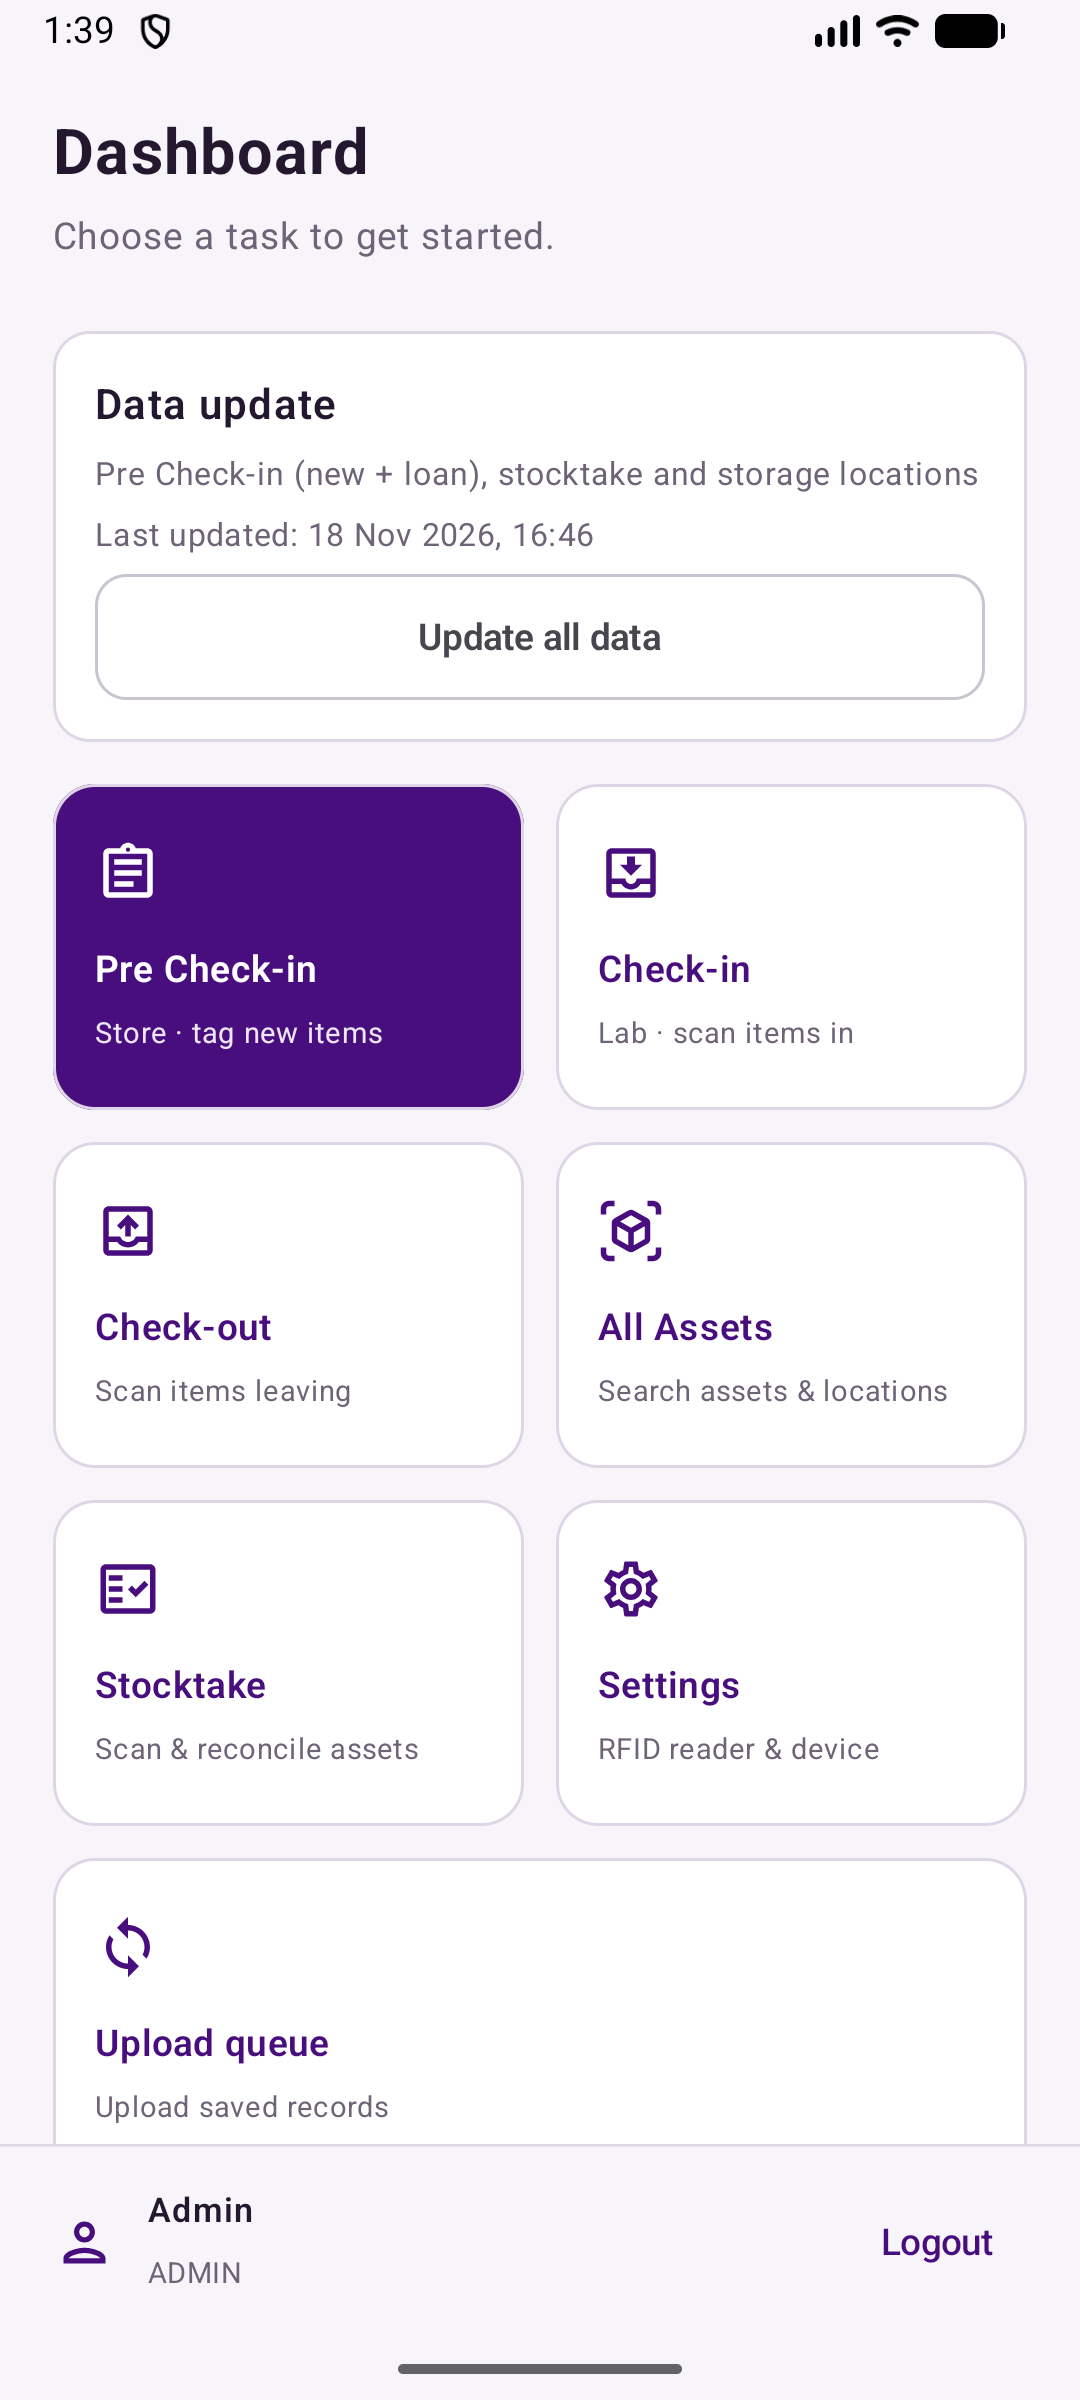 1:39
Dashboard
Choose a task to get started.
Data update
Pre Check-in (new + loan), stocktake and storage locations
Last updated: 18 Nov 2026, 16:46
Update all data
Pre Check-in
Store · tag new items
Check-in
Lab · scan items in
Check-out
Scan items leaving
All Assets
Search assets & locations
Stocktake
Scan & reconcile assets
Settings
RFID reader & device
Upload queue
Upload saved records
Admin
ADMIN
Logout